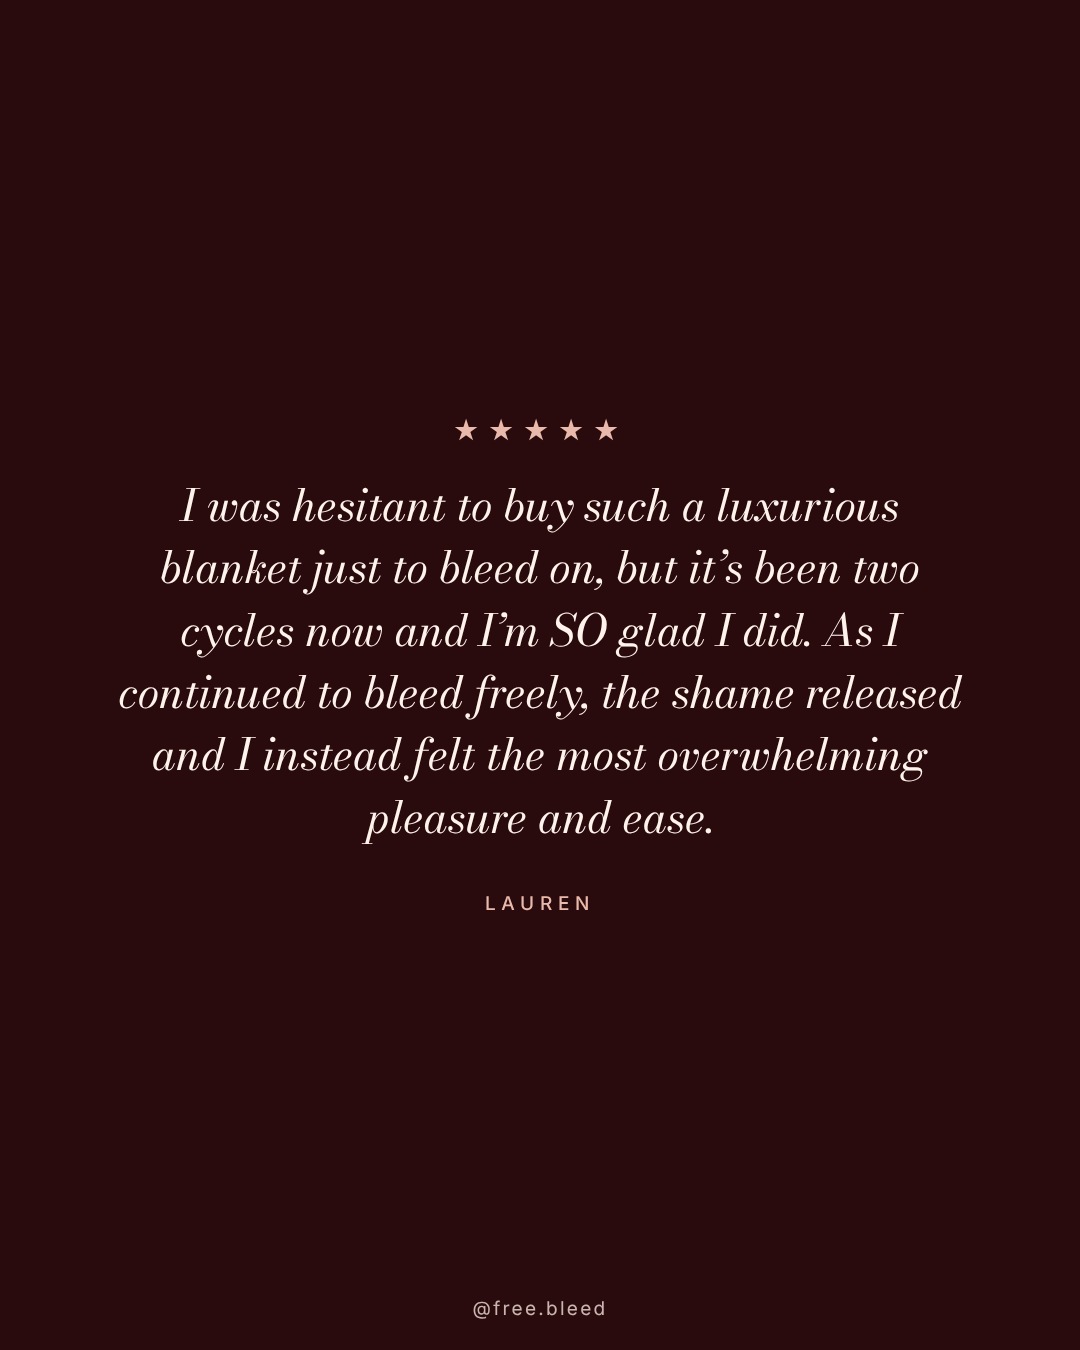 ★★★★★
I was hesitant to buy such a luxurious
blanket just to bleed on, but it’s been two
cycles now and I’m SO glad I did. As I
continued to bleed freely, the shame released
and I instead felt the most overwhelming
pleasure and ease.
LAUREN
@free.bleed